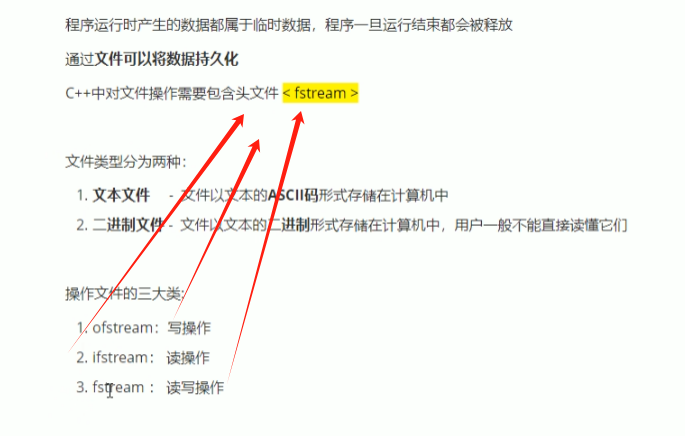 程序运行时产生的数据都属于临时数据，程序一旦运行结束都会被释放
通过文件可以将数据持久化
C++中对文件操作需要包含头文件 < fstream >
文件类型分为两种：
1. 文本文件 - 文件以文本的ASCII码形式存储在计算机中
2. 二进制文件 - 文件以文本的二进制形式存储在计算机中，用户一般不能直接读懂它们
操作文件的三大类：
1. ofstream：写操作
2. ifstream： 读操作
3. fstream ： 读写操作